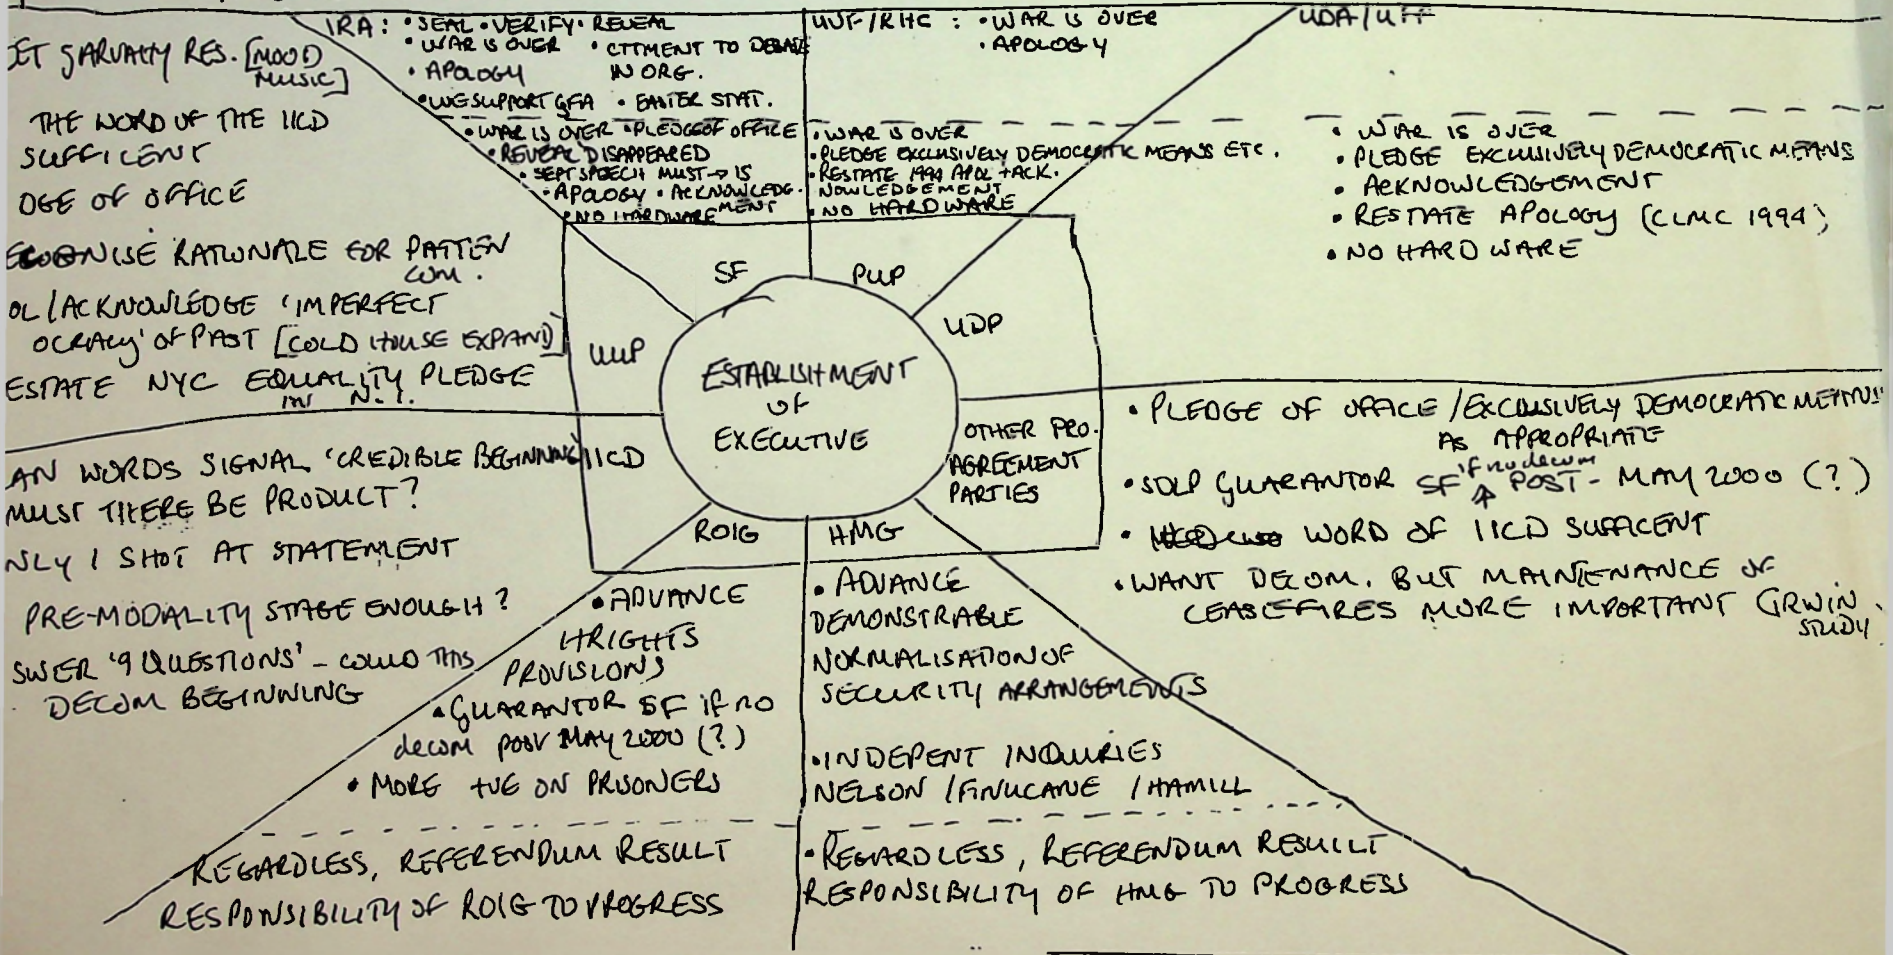 IRA: • SEAL • VERIFY • REVEAL
• WAR IS OVER • CTTMENT TO DEBATE
IN ORG.
• APOLOGY
• WE SUPPORT GFA • EASTER STAT.
• WAR IS OVER • PLEDGE OF OFFICE
• REVEAL DISAPPEARED
• SEPT SPEECH MUST → IS
• APOLOGY • ACKNOWLEDG-
MENT
• NO HARDWARE
UVF/RHC : • WAR IS OVER
• APOLOGY
• WAR IS OVER
• PLEDGE EXCLUSIVELY DEMOCRATIC MEANS ETC.
• RESTATE 1994 APOL + ACK.
NOWLEDGEMENT
• NO HARDWARE
UDA/UFF
• WAR IS OVER
• PLEDGE EXCLUSIVELY DEMOCRATIC MEANS
• ACKNOWLEDGEMENT
• RESTATE APOLOGY (CLMC 1994)
• NO HARDWARE
RES. [MOOD
MUSIC]
THE WORD OF THE IICD
SUFFICENT
DGE OF OFFICE
ECOGNISE RATIONALE FOR PATTEN
COM.
OL/ACKNOWLEDGE 'IMPERFECT
OCRACY' OF PAST [COLD HOUSE EXPAND]
ESTATE NYC EQUALITY PLEDGE
IN N.I.
SF
PUP
UDP
UUP
ESTABLISHMENT
OF
EXECUTIVE
OTHER PRO.
AGREEMENT
PARTIES
ROIG
HMG
IICD
AN WORDS SIGNAL 'CREDIBLE BEGINNING'
MUST THERE BE PRODUCT?
NLY 1 SHOT AT STATEMENT
PRE-MODALITY STAGE ENOUGH?
SWER '9 QUESTIONS' - COULD THIS
DECOM BEGINNING
• ADVANCE
HRIGHTS
PROVISIONS
• GUARANTOR SF if no
decom post MAY 2000 (?)
• MORE +VE ON PRISONERS
REGARDLESS, REFERENDUM RESULT
RESPONSIBILITY OF ROIG TO PROGRESS
• ADVANCE
DEMONSTRABLE
NORMALISATION OF
SECURITY ARRANGEMENTS
• INDEPENT INQUIRIES
NELSON / FINUCANE / HAMILL
• REGARDLESS, REFERENDUM RESULT
RESPONSIBILITY OF HMG TO PROGRESS
• PLEDGE OF OFFICE / EXCLUSIVELY DEMOCRATIC MEANS
AS APPROPRIATE
• SDLP GUARANTOR SF if no decom POST - MAY 2000 (?)
• WORD OF IICD SUFFICENT
• WANT DECOM. BUT MAINTENANCE OF
CEASEFIRES MORE IMPORTANT
STUDY